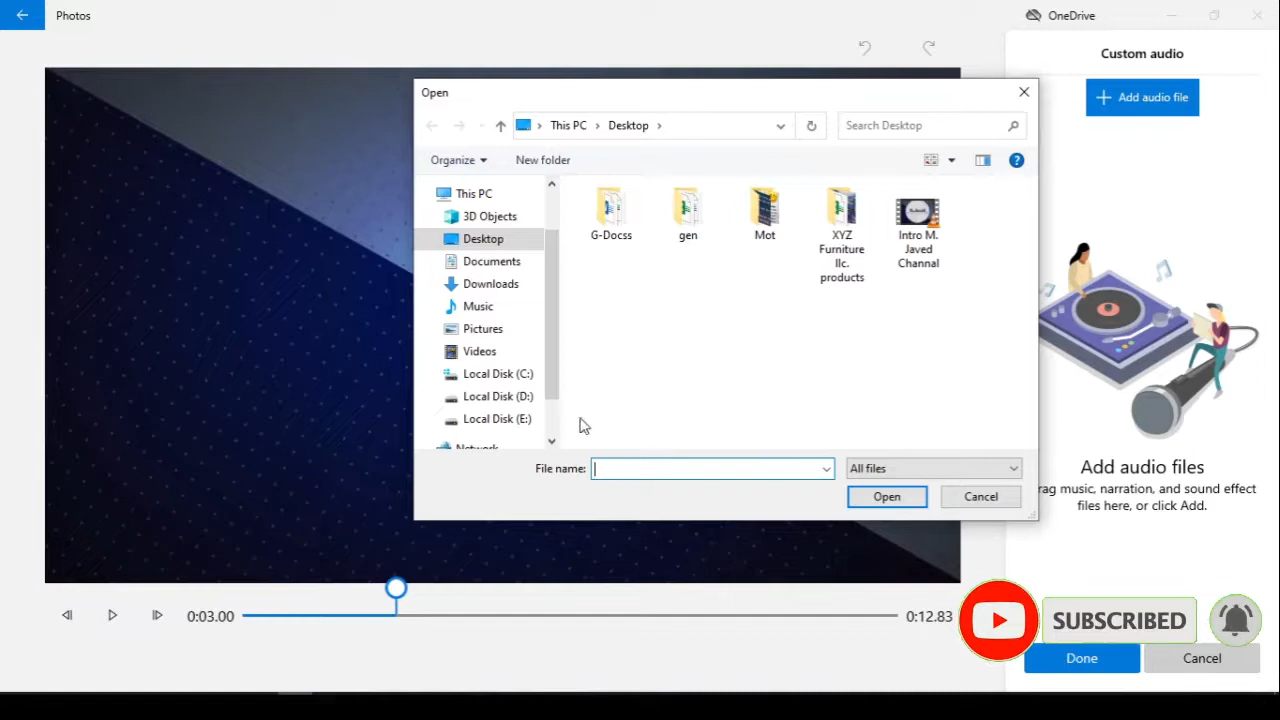 Photos
OneDrive
Custom audio
Add audio file
Open
This PC
Desktop
Search Desktop
Organize
New folder
This PC
3D Objects
Desktop
Documents
Downloads
Music
Pictures
Videos
Local Disk (C:)
Local Disk (D:)
Local Disk (E:)
Network
G-Docss
gen
Mot
XYZ
Furniture
llc.
products
Intro M.
Javed
Channel
File name:
All files
Open
Cancel
Add audio files
rag music, narration, and sound effect
files here, or click Add.
0:03.00
0:12.83
SUBSCRIBED
Done
Cancel